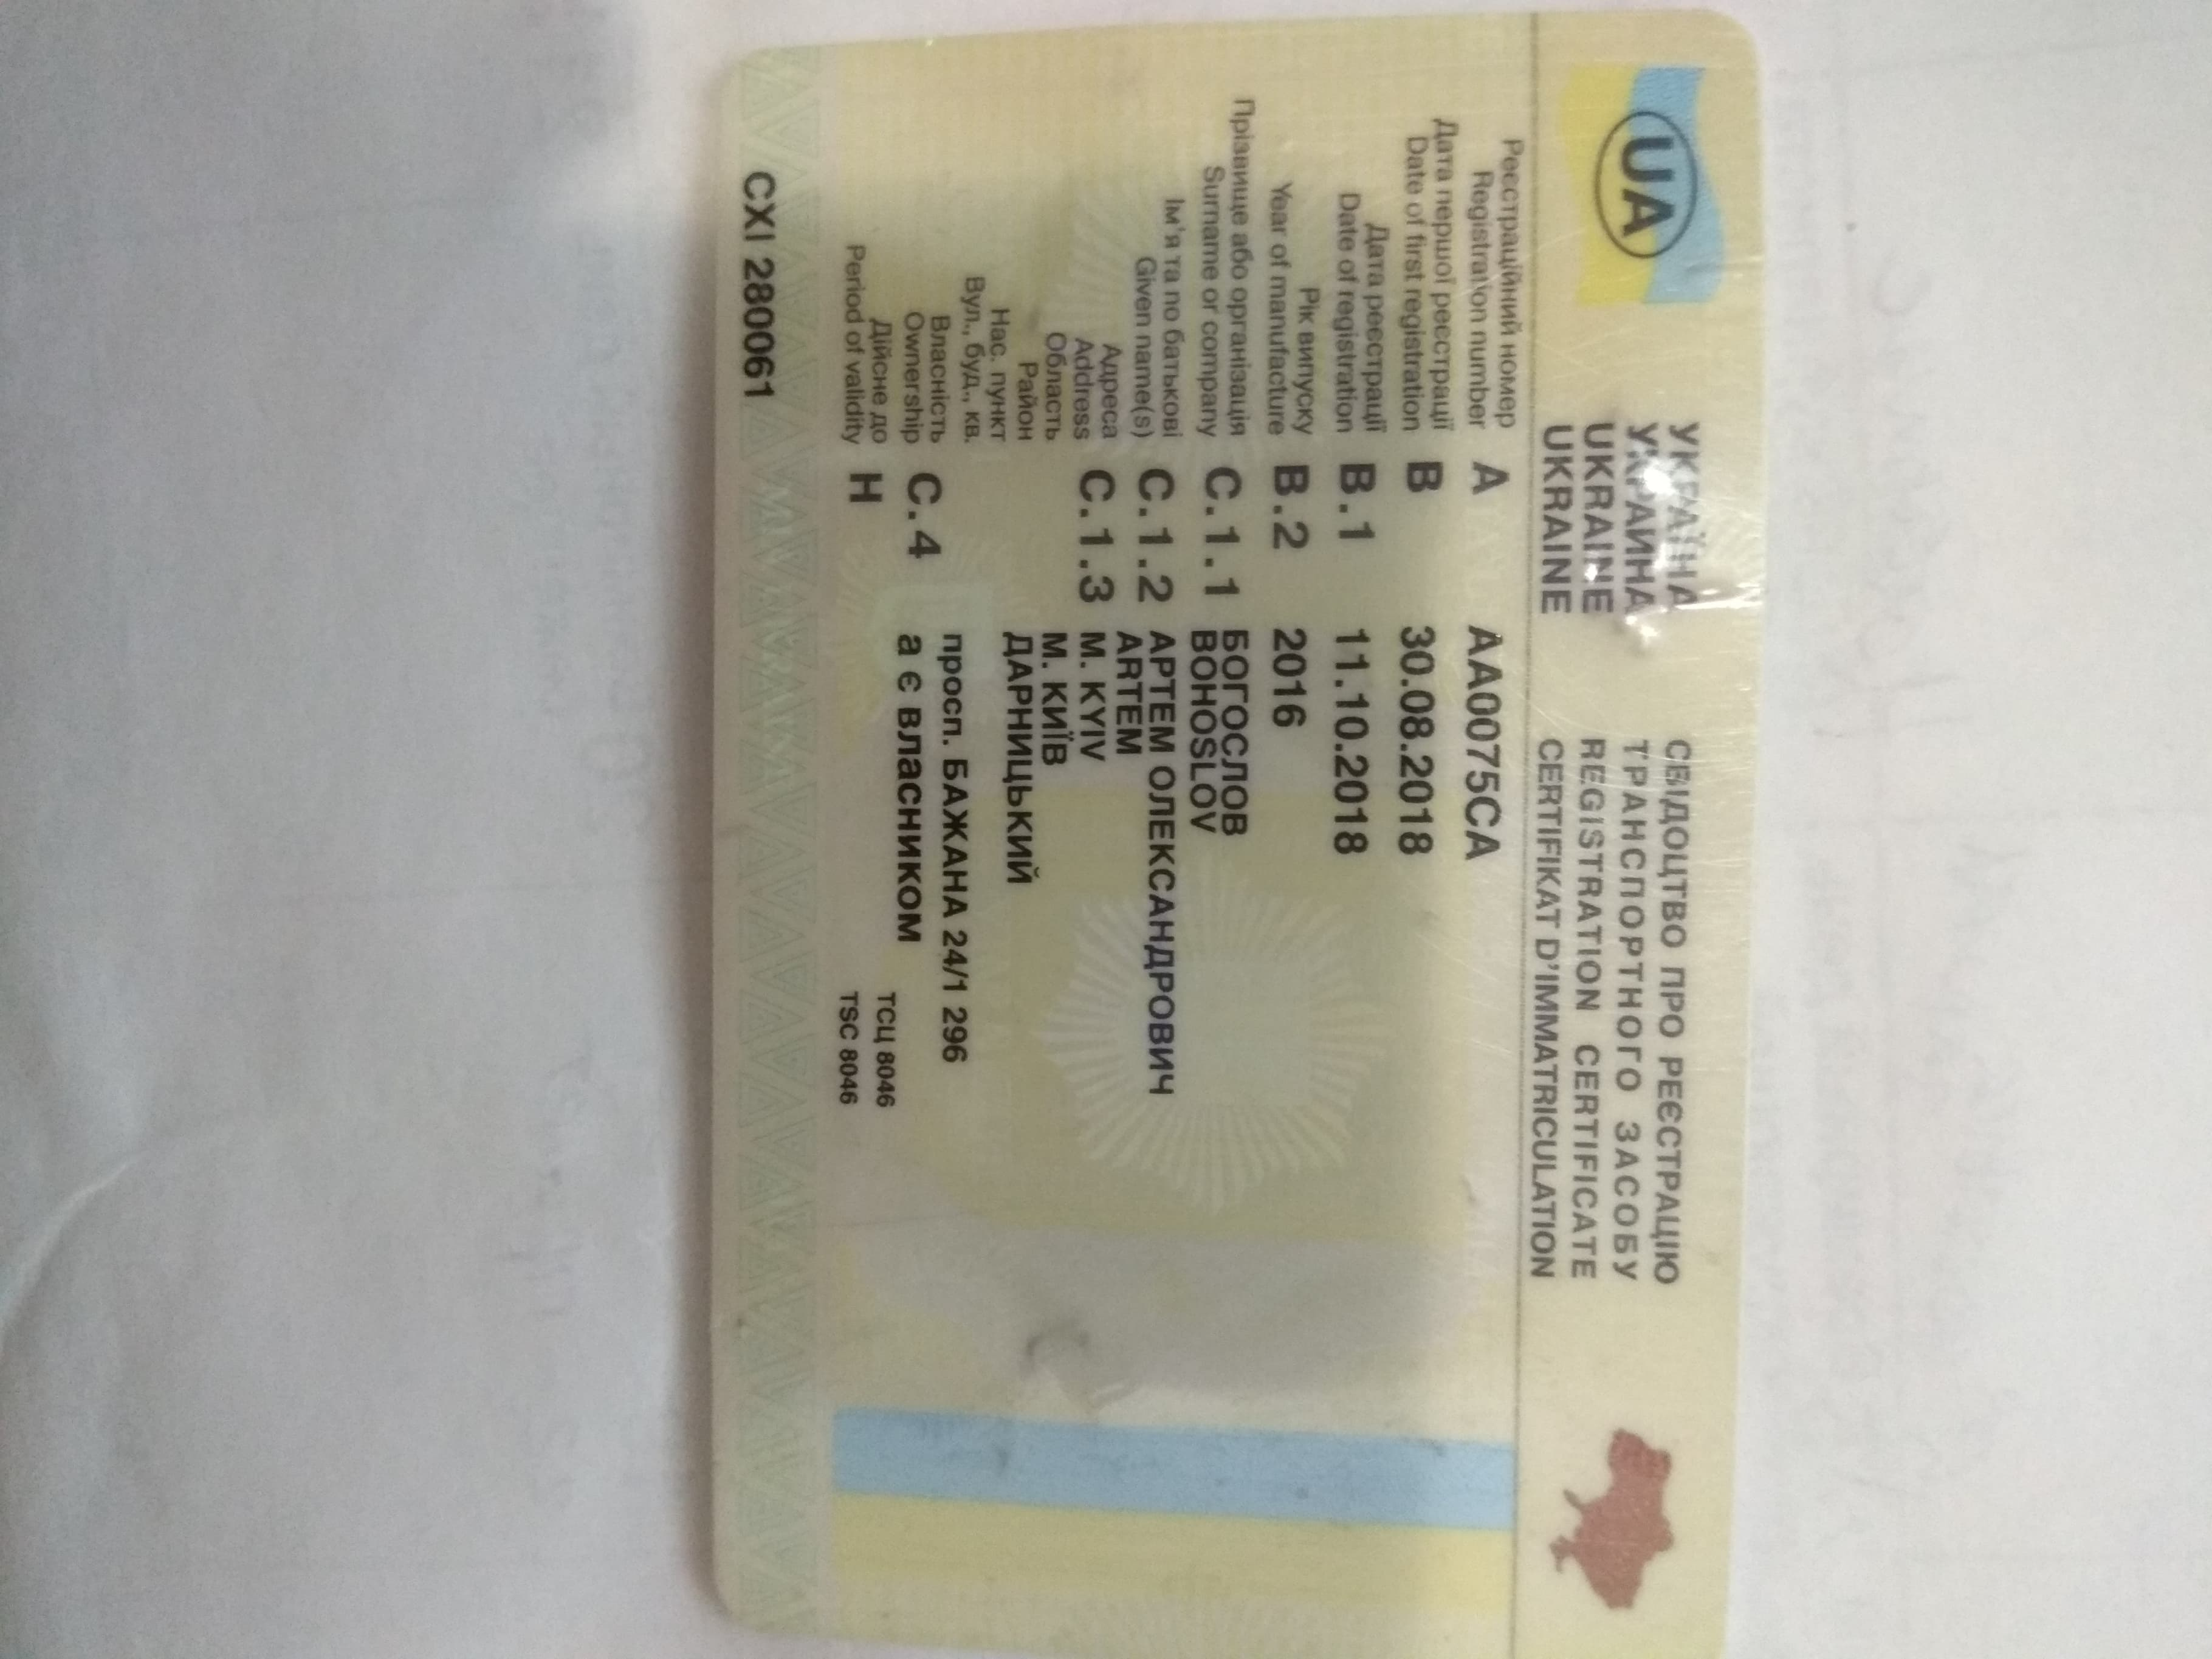 UA
УКРАЇНА
УКРАИНА
UKRAINE
UKRAINE
СВІДОЦТВО ПРО РЕЄСТРАЦІЮ
ТРАНСПОРТНОГО ЗАСОБУ
REGISTRATION CERTIFICATE
CERTIFIKAT D'IMMATRICULATION
Реєстраційний номер
Registration number A AA0075CA
Дата першої реєстрації
Date of first registration B 30.08.2018
Дата реєстрації
Date of registration B.1 11.10.2018
Рік випуску
Year of manufacture B.2 2016
Прізвище або організація
Surname or company C.1.1 БОГОСЛОВ
BOHOSLOV
Ім'я та по батькові
Given name(s) C.1.2 АРТЕМ ОЛЕКСАНДРОВИЧ
ARTEM
Адреса
Address C.1.3 M. KYIV
Область М. КИЇВ
Район ДАРНИЦЬКИЙ
Нас. пункт
Вул., буд., кв. просп. БАЖАНА 24/1 296
Власність
Ownership C.4 а є власником
Дійсне до
Period of validity H
ТСЦ 8046
TSC 8046
CXI 280061